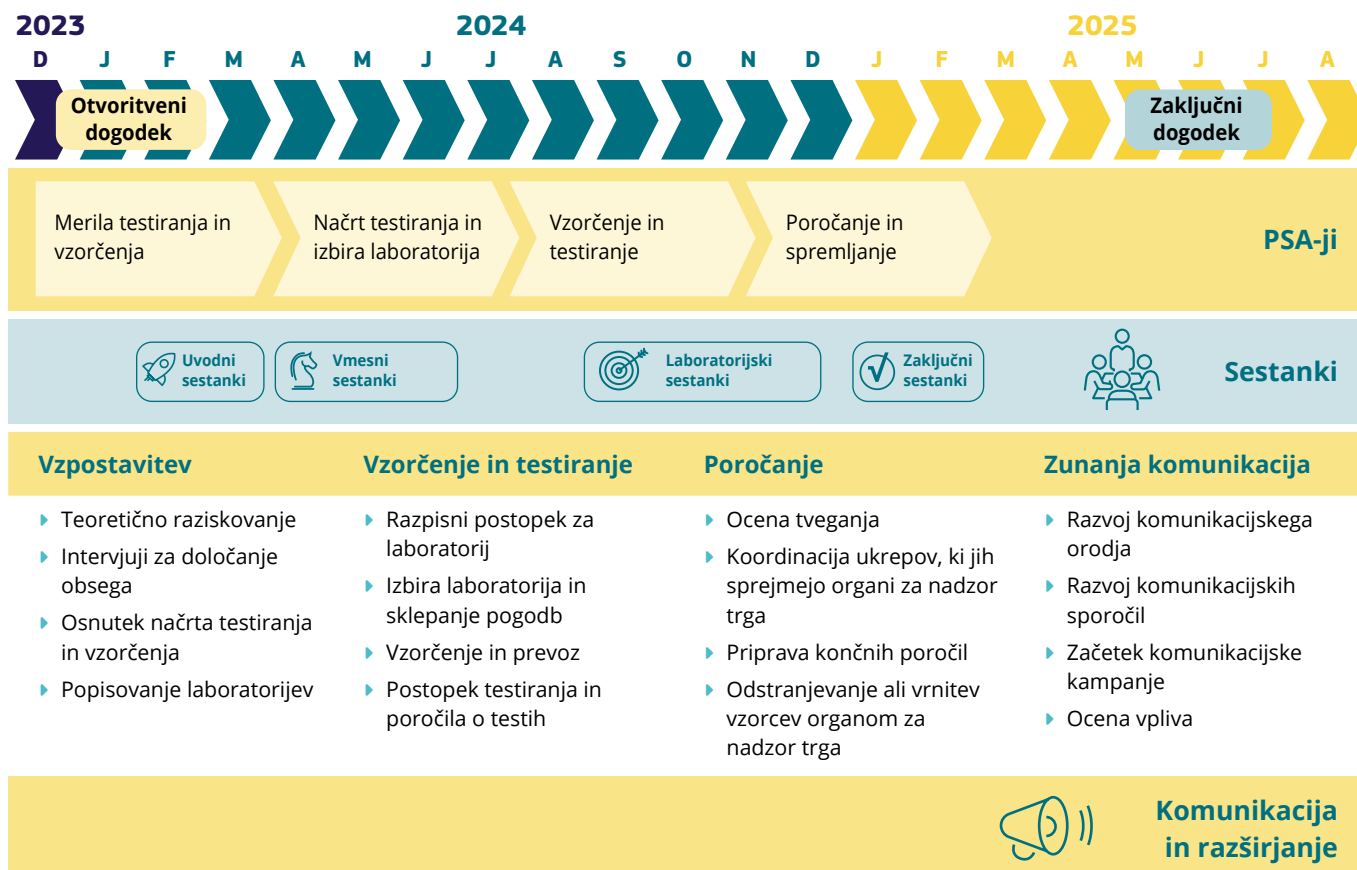 2023
2024
2025
D J F M A M J J A S O N D J F M A M J J A
Otvoritveni
dogodek
Zaključni
dogodek
Merila testiranja in
vzorčenja
Načrt testiranja in
izbira laboratorija
Vzorčenje in
testiranje
Poročanje in
spremljanje
PSA-ji
Uvodni
sestanki
Vmesni
sestanki
Laboratorijski
sestanki
Zaključni
sestanki
Sestanki
Vzpostavitev
Teoretično raziskovanje
Intervjuji za določanje
obsega
Osnutek načrta testiranja
in vzorčenja
Popisovanje laboratorijev
Vzorčenje in testiranje
Razpisni postopek za
laboratorij
Izbira laboratorija in
sklepanje pogodb
Vzorčenje in prevoz
Postopek testiranja in
poročila o testih
Poročanje
Ocena tveganja
Koordinacija ukrepov, ki jih
sprejmejo organi za nadzor
trga
Priprava končnih poročil
Odstranjevanje ali vrnitev
vzorcev organom za
nadzor trga
Zunanja komunikacija
Razvoj komunikacijskega
orodja
Razvoj komunikacijskih
sporočil
Začetek komunikacijske
kampanje
Ocena vpliva
Komunikacija
in razširjanje